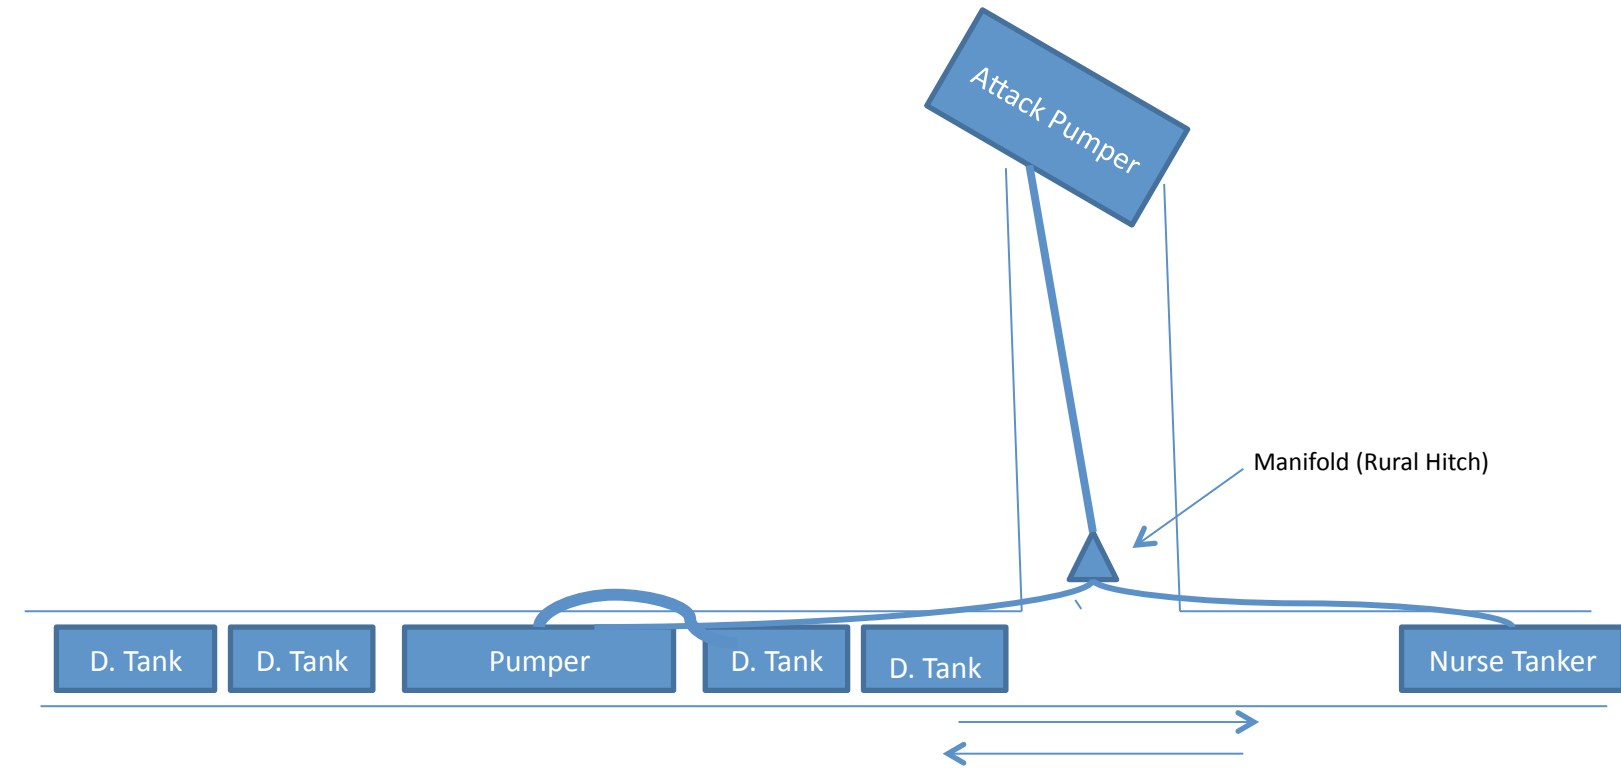 Attack Pumper
Manifold (Rural Hitch)
D. Tank
D. Tank
Pumper
D. Tank
D. Tank
Nurse Tanker